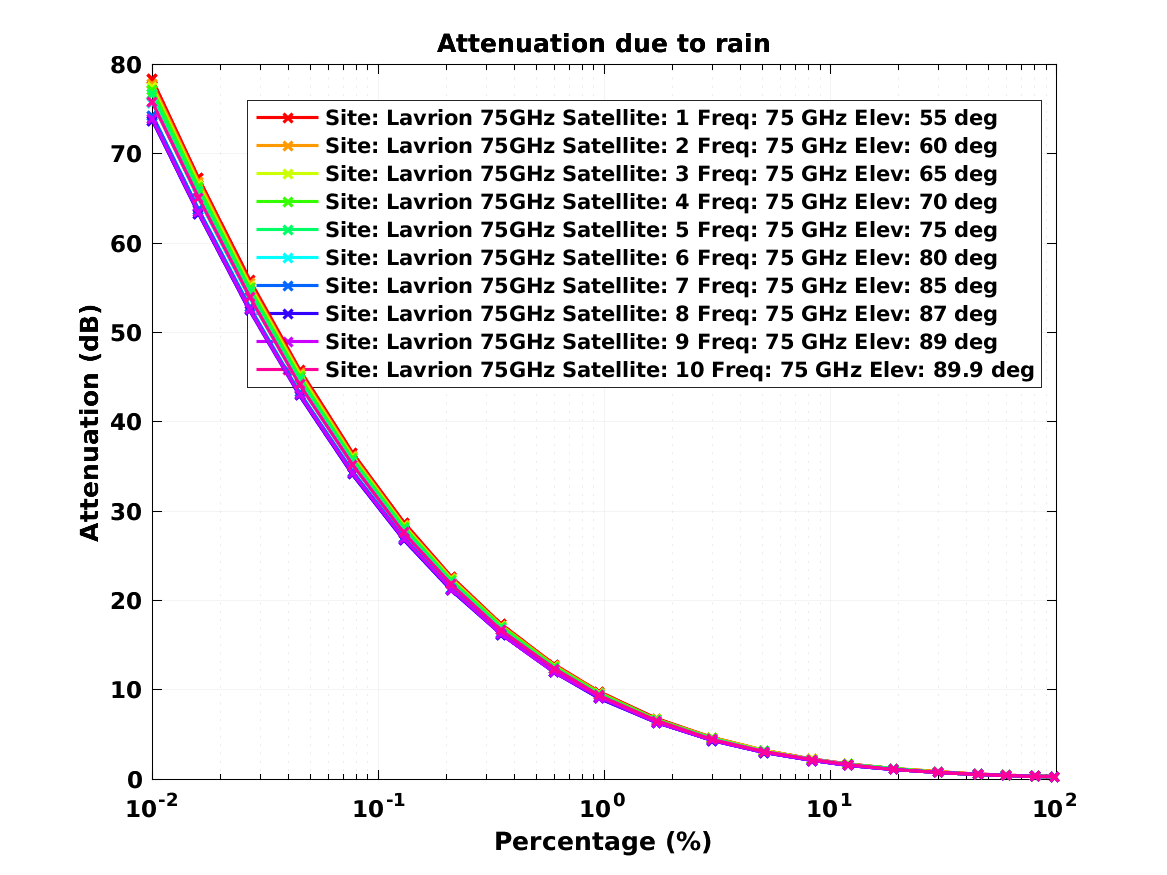 Attenuation due to rain
80
70
60
50
40
30
20
10
0
Attenuation (dB)
Site: Lavrion 75GHz Satellite: 1 Freq: 75 GHz Elev: 55 deg
Site: Lavrion 75GHz Satellite: 2 Freq: 75 GHz Elev: 60 deg
Site: Lavrion 75GHz Satellite: 3 Freq: 75 GHz Elev: 65 deg
Site: Lavrion 75GHz Satellite: 4 Freq: 75 GHz Elev: 70 deg
Site: Lavrion 75GHz Satellite: 5 Freq: 75 GHz Elev: 75 deg
Site: Lavrion 75GHz Satellite: 6 Freq: 75 GHz Elev: 80 deg
Site: Lavrion 75GHz Satellite: 7 Freq: 75 GHz Elev: 85 deg
Site: Lavrion 75GHz Satellite: 8 Freq: 75 GHz Elev: 87 deg
Site: Lavrion 75GHz Satellite: 9 Freq: 75 GHz Elev: 89 deg
Site: Lavrion 75GHz Satellite: 10 Freq: 75 GHz Elev: 89.9 deg
10⁻² 10⁻¹ 10⁰ 10¹ 10²
Percentage (%)